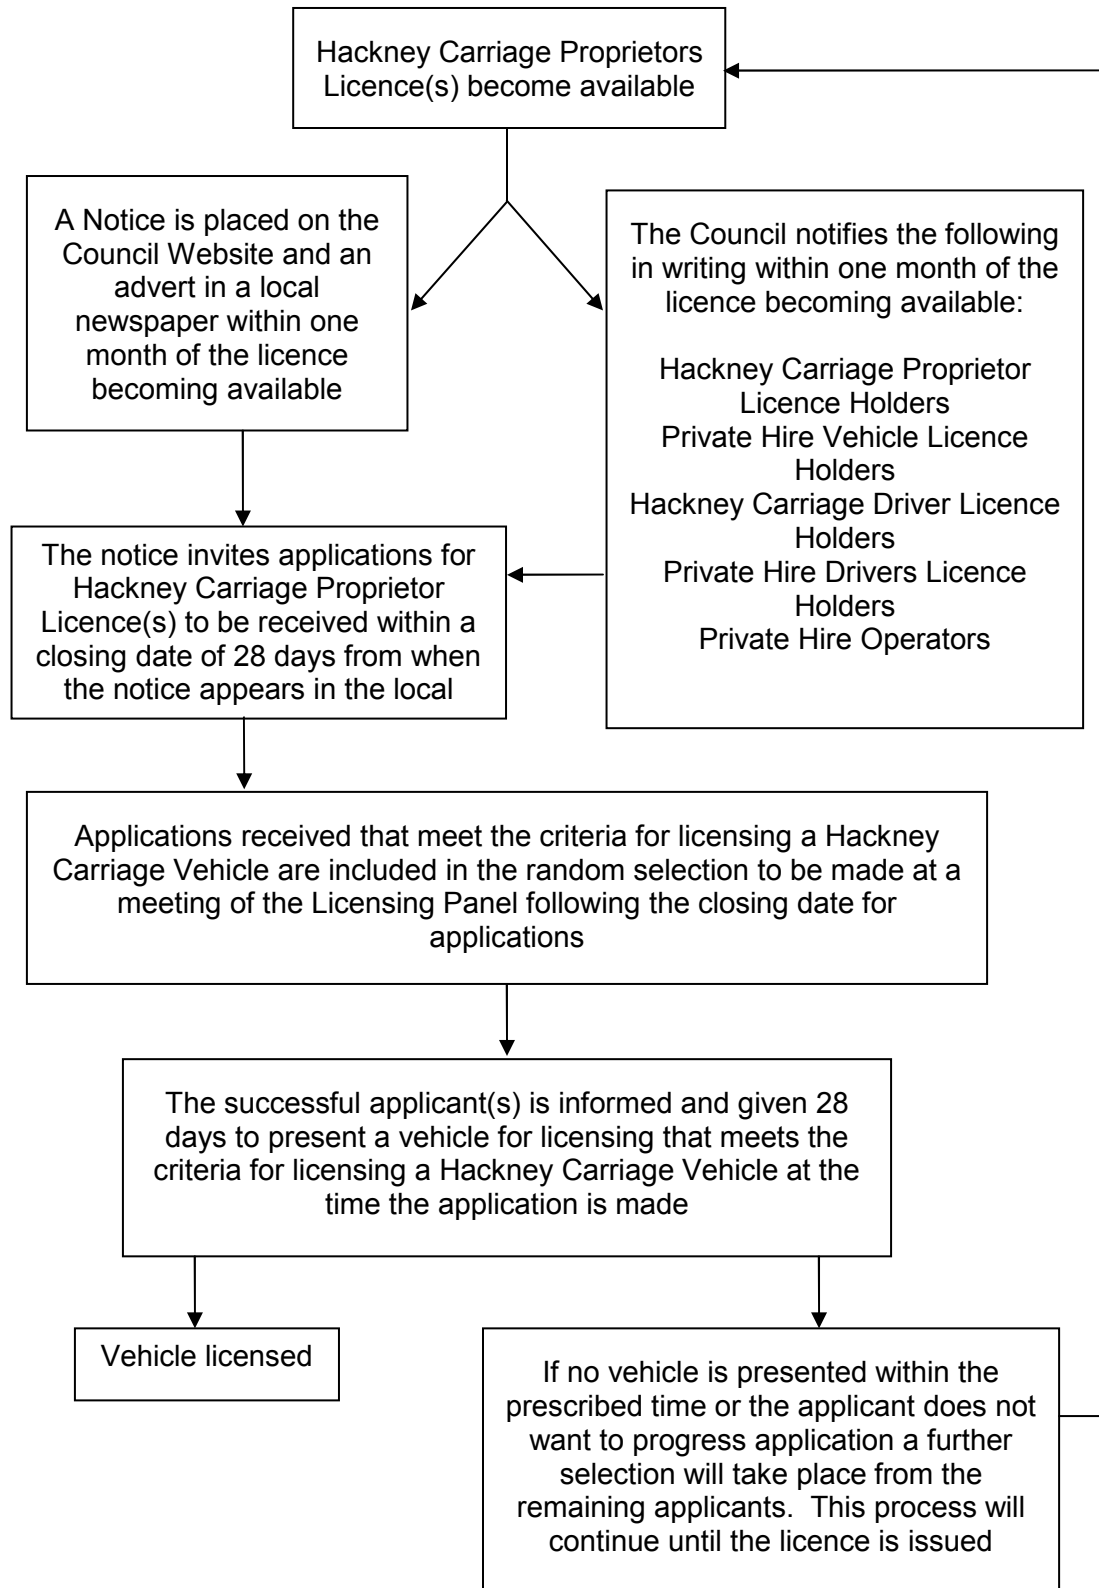 Hackney Carriage Proprietors
Licence(s) become available
A Notice is placed on the
Council Website and an
advert in a local
newspaper within one
month of the licence
becoming available
The Council notifies the following
in writing within one month of the
licence becoming available:
Hackney Carriage Proprietor
Licence Holders
Private Hire Vehicle Licence
Holders
Hackney Carriage Driver Licence
Holders
Private Hire Drivers Licence
Holders
Private Hire Operators
The notice invites applications for
Hackney Carriage Proprietor
Licence(s) to be received within a
closing date of 28 days from when
the notice appears in the local
Applications received that meet the criteria for licensing a Hackney
Carriage Vehicle are included in the random selection to be made at a
meeting of the Licensing Panel following the closing date for
applications
The successful applicant(s) is informed and given 28
days to present a vehicle for licensing that meets the
criteria for licensing a Hackney Carriage Vehicle at the
time the application is made
Vehicle licensed
If no vehicle is presented within the
prescribed time or the applicant does not
want to progress application a further
selection will take place from the
remaining applicants.  This process will
continue until the licence is issued